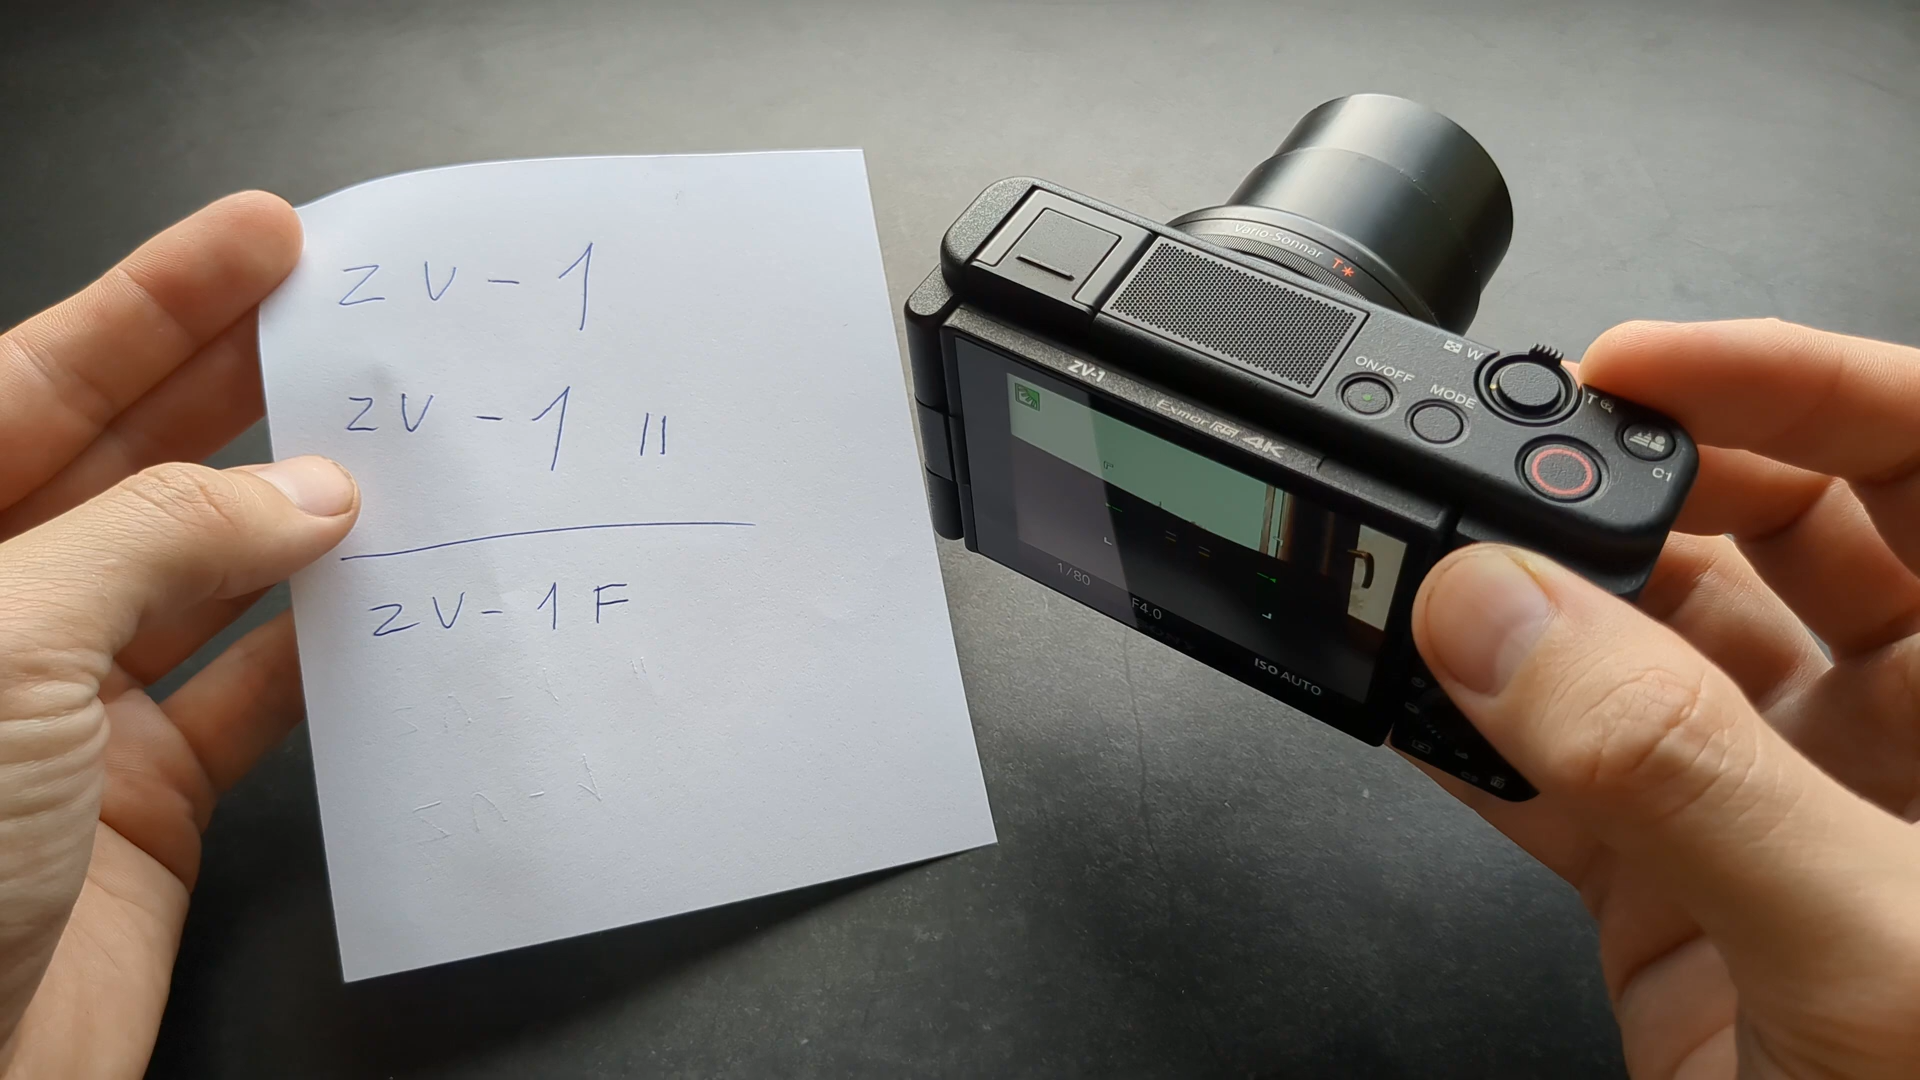 ZV-1
ZV-1 II
ZV-1F
Vario-Sonnar T*
ZV-1
Exmor RS 4K
ON/OFF
MODE
W
T
C1
1/80
F4.0
ISO AUTO
SONY